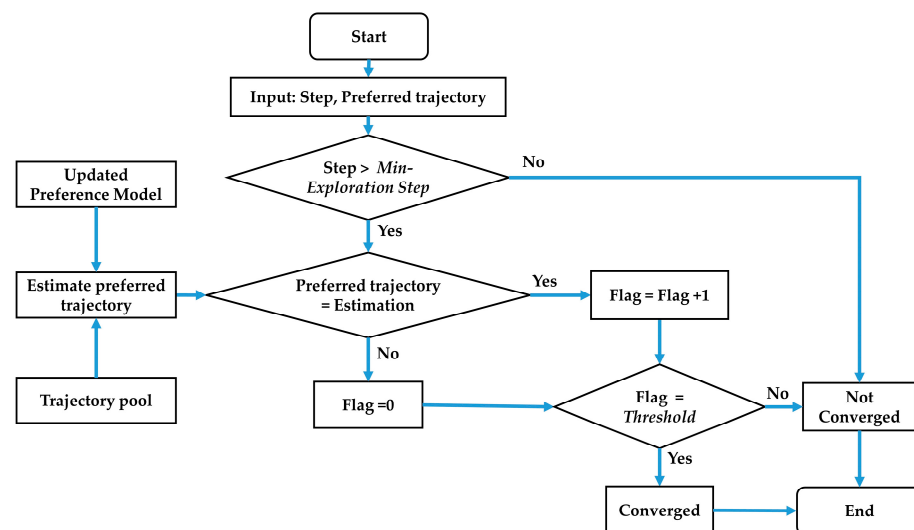 Start
Input: Step, Preferred trajectory
Step > Min-
Exploration Step
No
Updated
Preference Model
Yes
Estimate preferred
trajectory
Preferred trajectory
= Estimation
Yes
Flag = Flag +1
No
Trajectory pool
Flag =0
Flag =
Threshold
No
Not
Converged
Yes
Converged
End